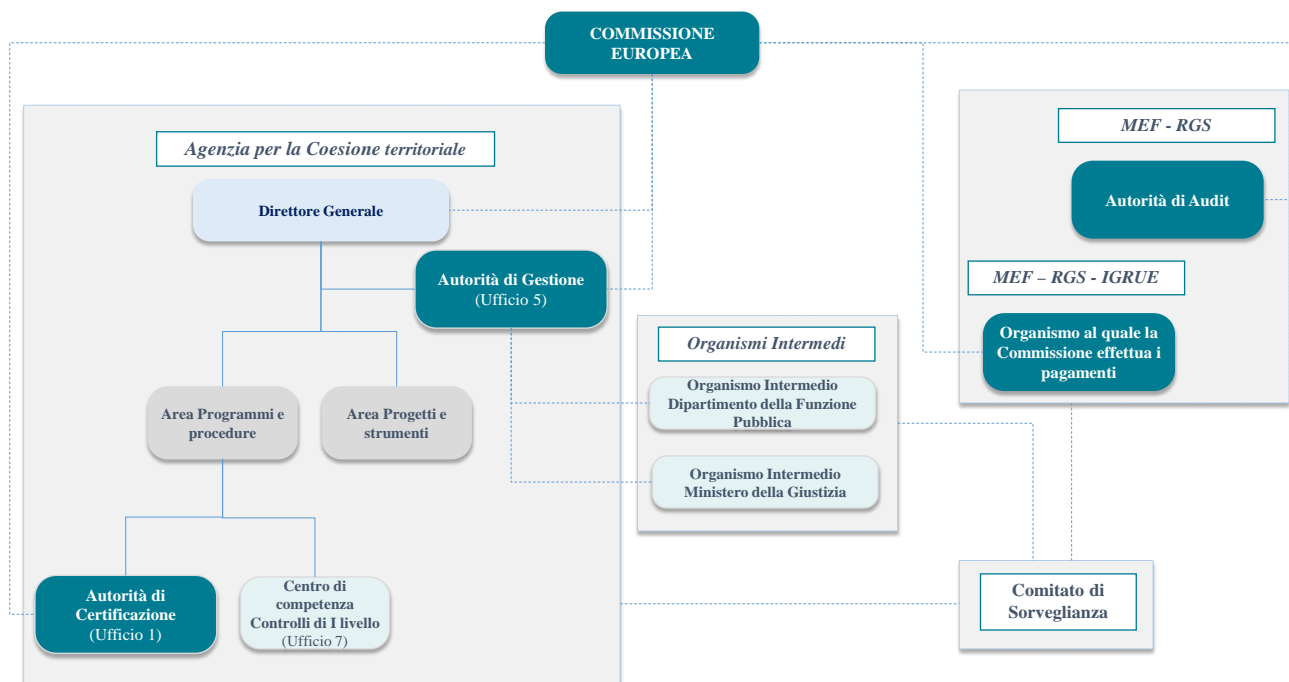 COMMISSIONE
EUROPEA
Agenzia per la Coesione territoriale
Direttore Generale
Autorità di Gestione
(Ufficio 5)
Area Programmi e
procedure
Area Progetti e
strumenti
Autorità di
Certificazione
(Ufficio 1)
Centro di
competenza
Controlli di I livello
(Ufficio 7)
Organismi Intermedi
Organismo Intermedio
Dipartimento della Funzione
Pubblica
Organismo Intermedio
Ministero della Giustizia
MEF - RGS
Autorità di Audit
MEF – RGS - IGRUE
Organismo al quale la
Commissione effettua i
pagamenti
Comitato di
Sorveglianza